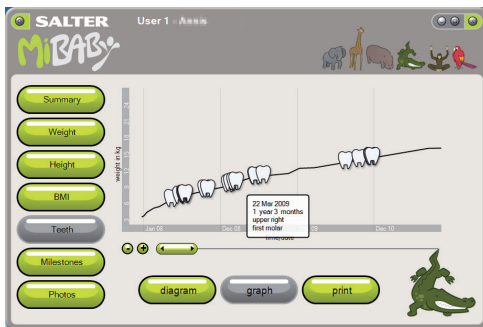 SALTER
User 1 -
MiBABy
Summary
Weight
Height
BMI
Teeth
Milestones
Photos
weight in kg
22 Mar 2009
1 year 3 months
upper right
first molar
Jan 08
Dec 08
Dec 10
time/date
diagram
graph
print